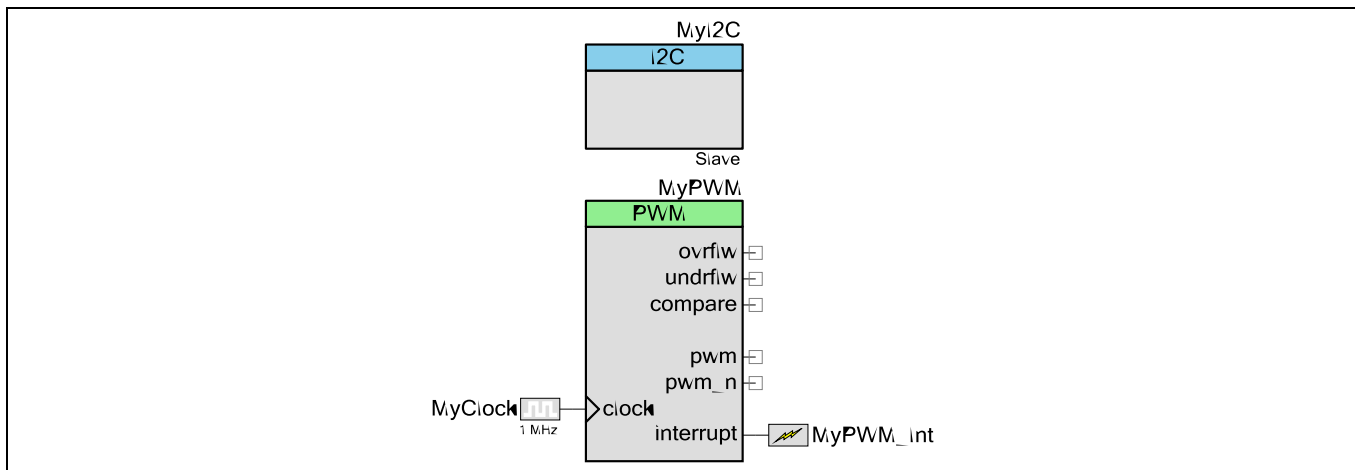 MyI2C
I2C
Slave
MyPWM
PWM
ovrflw
undrflw
compare
pwm
pwm_n
MyClock
clock
1 MHz
interrupt
MyPWM_Int